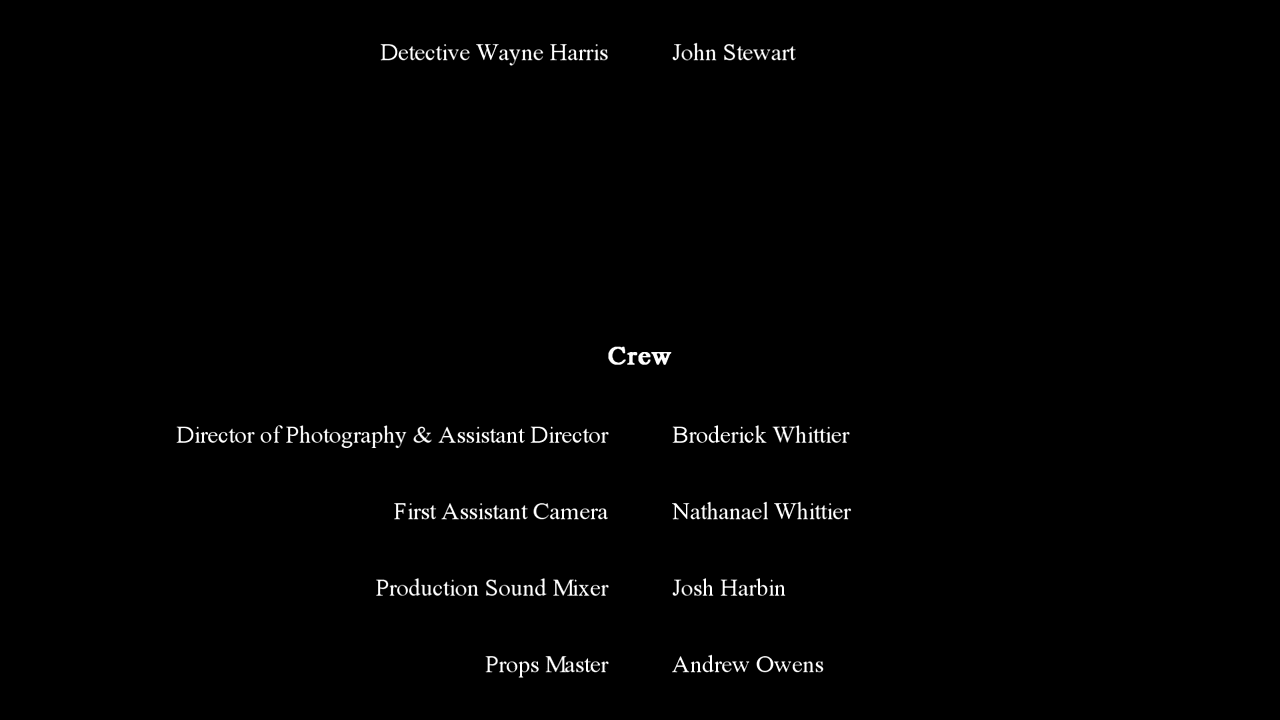 Detective Wayne Harris John Stewart
Crew
Director of Photography & Assistant Director Broderick Whittier
First Assistant Camera Nathanael Whittier
Production Sound Mixer Josh Harbin
Props Master Andrew Owens